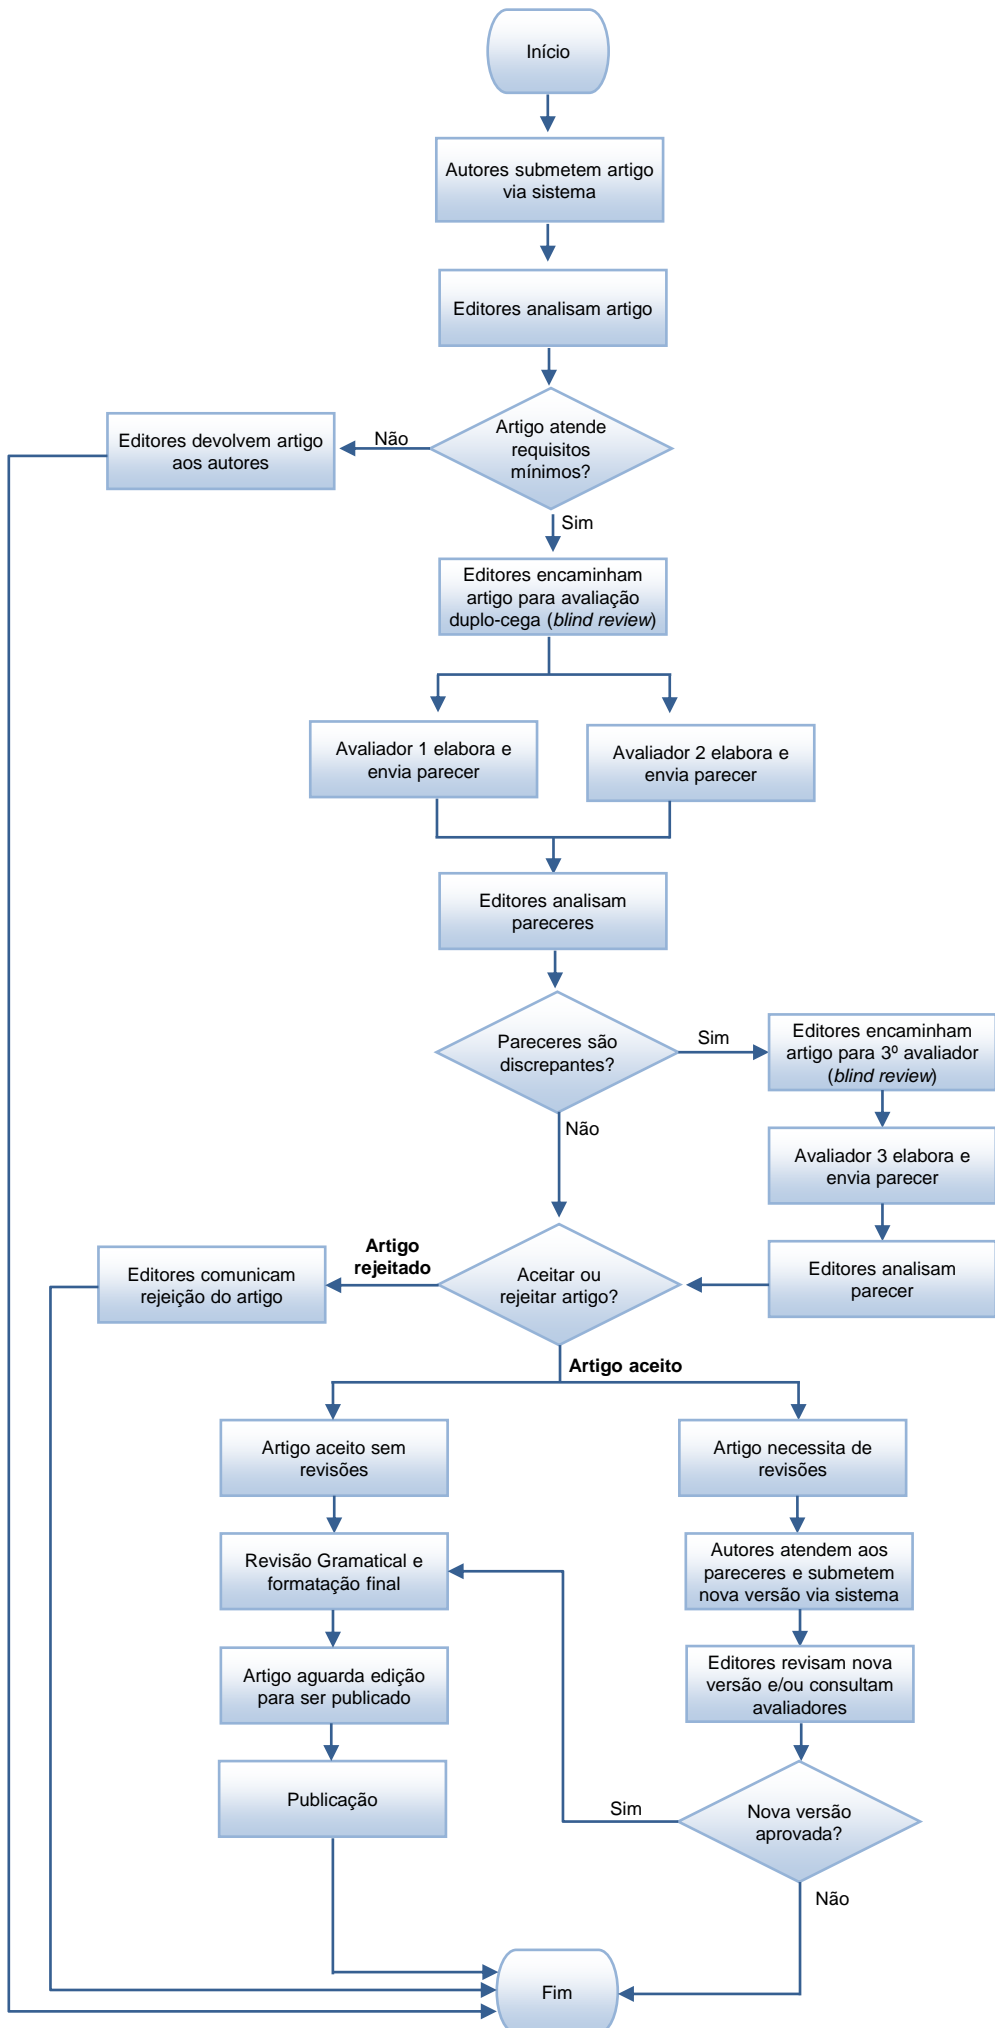 Início
Autores submetem artigo
via sistema
Editores analisam artigo
Artigo atende
requisitos
mínimos?
Não
Editores devolvem artigo
aos autores
Sim
Editores encaminham
artigo para avaliação
duplo-cega (blind review)
Avaliador 1 elabora e
envia parecer
Avaliador 2 elabora e
envia parecer
Editores analisam
pareceres
Pareceres são
discrepantes?
Sim
Editores encaminham
artigo para 3º avaliador
(blind review)
Não
Avaliador 3 elabora e
envia parecer
Editores analisam
parecer
Aceitar ou
rejeitar artigo?
Artigo
rejeitado
Editores comunicam
rejeição do artigo
Artigo aceito
Artigo aceito sem
revisões
Artigo necessita de
revisões
Revisão Gramatical e
formatação final
Autores atendem aos
pareceres e submetem
nova versão via sistema
Artigo aguarda edição
para ser publicado
Editores revisam nova
versão e/ou consultam
avaliadores
Publicação
Sim
Nova versão
aprovada?
Não
Fim